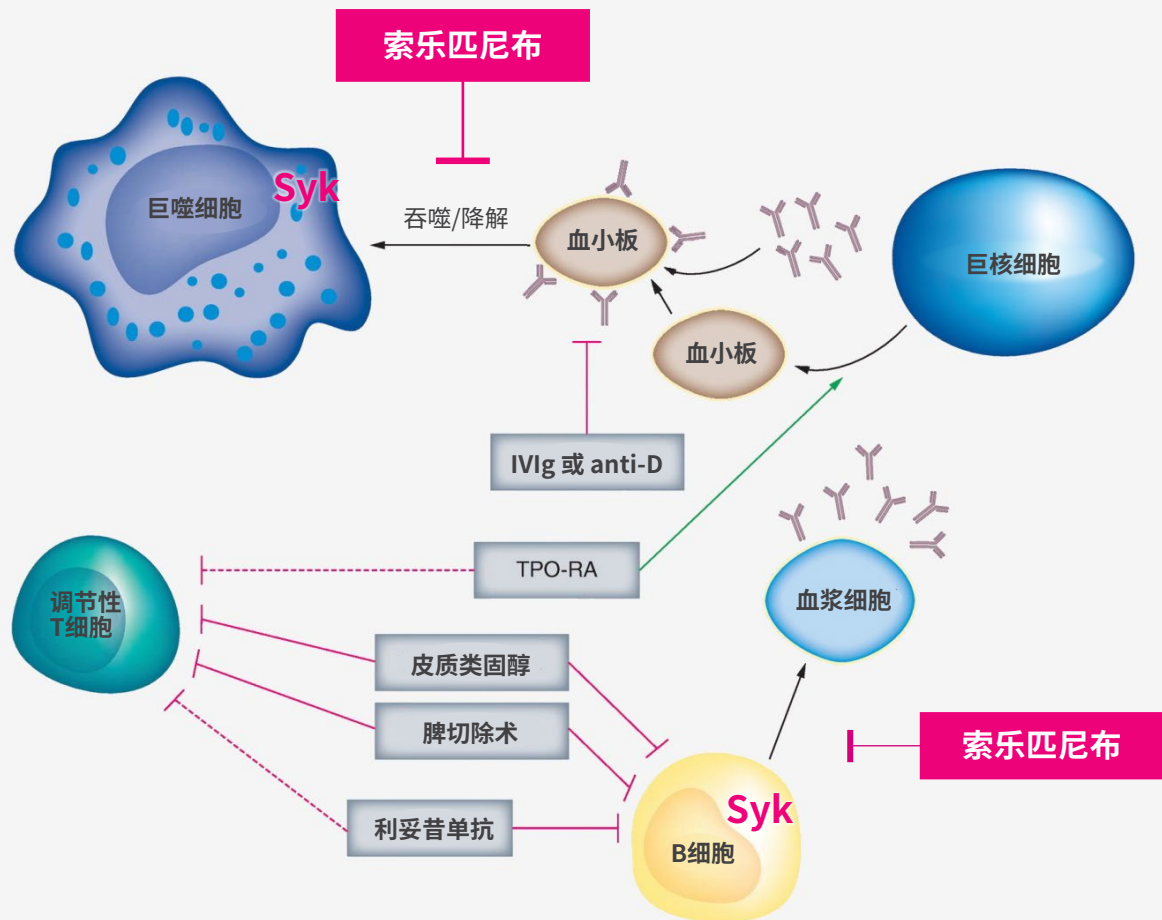 索乐匹尼布
Syk
巨噬细胞
吞噬/降解
血小板
巨核细胞
血小板
IVIg 或 anti-D
TPO-RA
调节性
T细胞
血浆细胞
皮质类固醇
脾切除术
索乐匹尼布
利妥昔单抗
Syk
B细胞